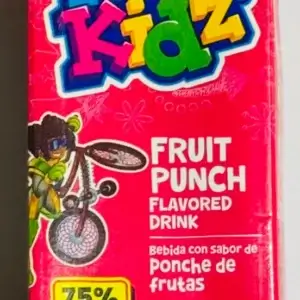 Kidz
FRUIT
PUNCH
FLAVORED
DRINK
Bebida con sabor de
Ponche de
frutas
75%